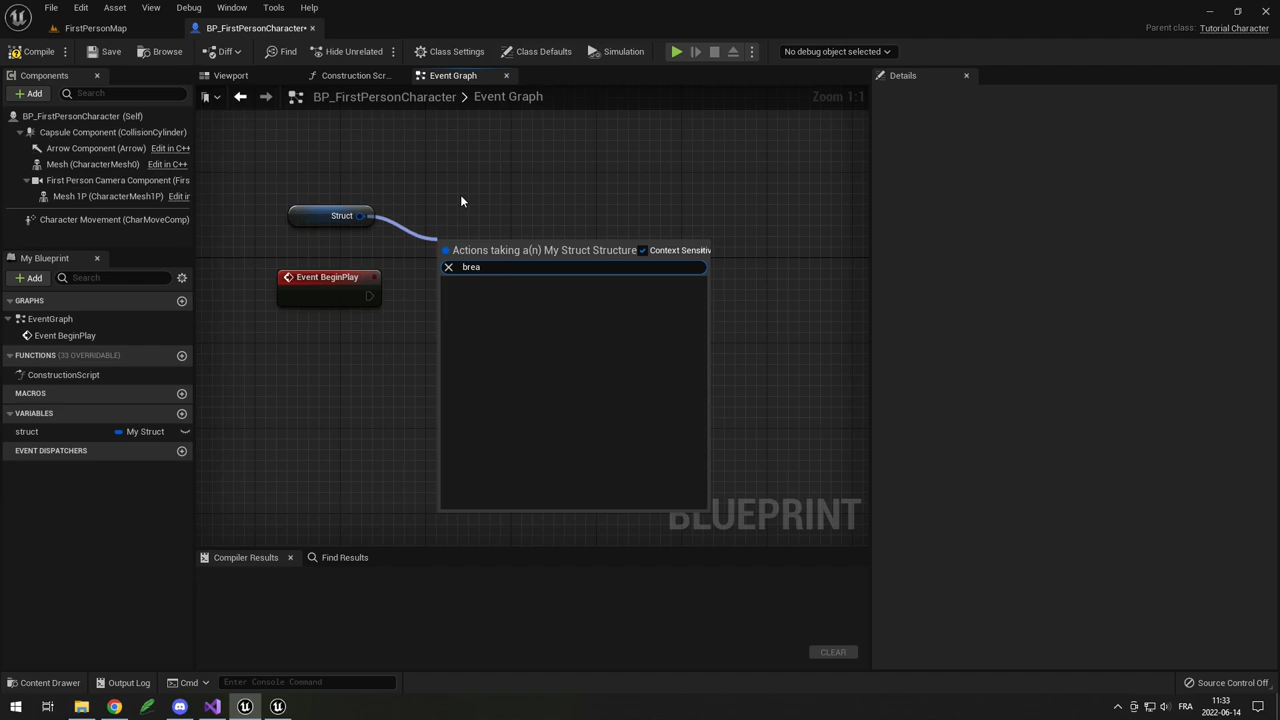 File Edit Asset View Debug Window Tools Help
FirstPersonMap BP_FirstPersonCharacter* Parent class: Tutorial Character
Compile Save Browse Diff Find Hide Unrelated Class Settings Class Defaults Simulation No debug object selected
Components Viewport Construction Scr... Event Graph Details
Add Search BP_FirstPersonCharacter > Event Graph Zoom 1:1
BP_FirstPersonCharacter (Self)
Capsule Component (CollisionCylinder)
Arrow Component (Arrow) Edit in C++
Mesh (CharacterMesh0) Edit in C++
First Person Camera Component (Firs
Mesh 1P (CharacterMesh1P) Edit in
Character Movement (CharMoveComp)
Struct
Actions taking a(n) My Struct Structure Context Sensitiv
brea
Event BeginPlay
My Blueprint
Add Search
GRAPHS
EventGraph
Event BeginPlay
FUNCTIONS (33 OVERRIDABLE)
ConstructionScript
MACROS
VARIABLES
struct My Struct
EVENT DISPATCHERS
BLUEPRINT
Compiler Results Find Results
CLEAR
Content Drawer Output Log Cmd Enter Console Command Source Control Off
FRA
11:33
2022-06-14